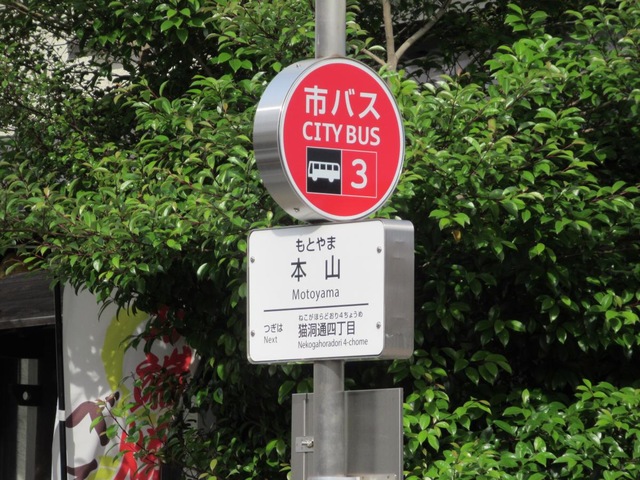 市バス
CITY BUS
3
もとやま
本山
Motoyama
ねこがほらどおり4ちょうめ
つぎは 猫洞通四丁目
Next Nekogahoradori 4-chome